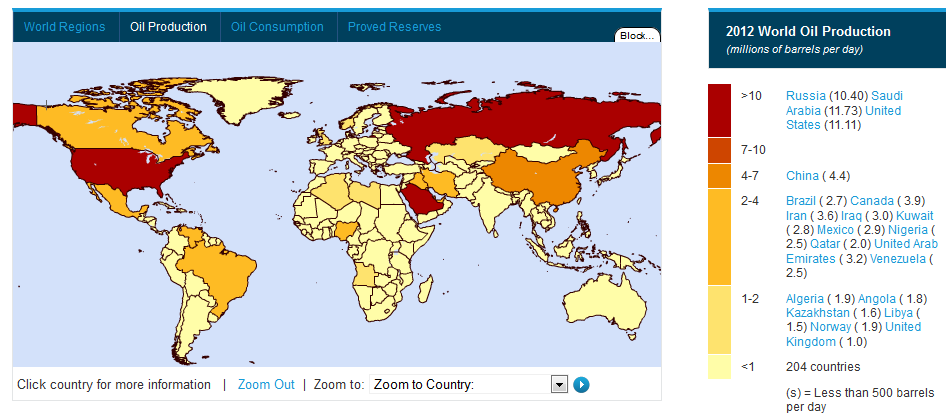 World Regions
Oil Production
Oil Consumption
Proved Reserves
Block...
Click country for more information | Zoom Out | Zoom to: Zoom to Country:
2012 World Oil Production
(millions of barrels per day)
>10
Russia (10.40) Saudi
Arabia (11.73) United
States (11.11)
7-10
4-7
China ( 4.4)
2-4
Brazil ( 2.7) Canada ( 3.9)
Iran ( 3.6) Iraq ( 3.0) Kuwait
( 2.8) Mexico ( 2.9) Nigeria (
2.5) Qatar ( 2.0) United Arab
Emirates ( 3.2) Venezuela (
2.5)
1-2
Algeria ( 1.9) Angola ( 1.8)
Kazakhstan ( 1.6) Libya (
1.5) Norway ( 1.9) United
Kingdom ( 1.0)
<1
204 countries
(s) = Less than 500 barrels
per day